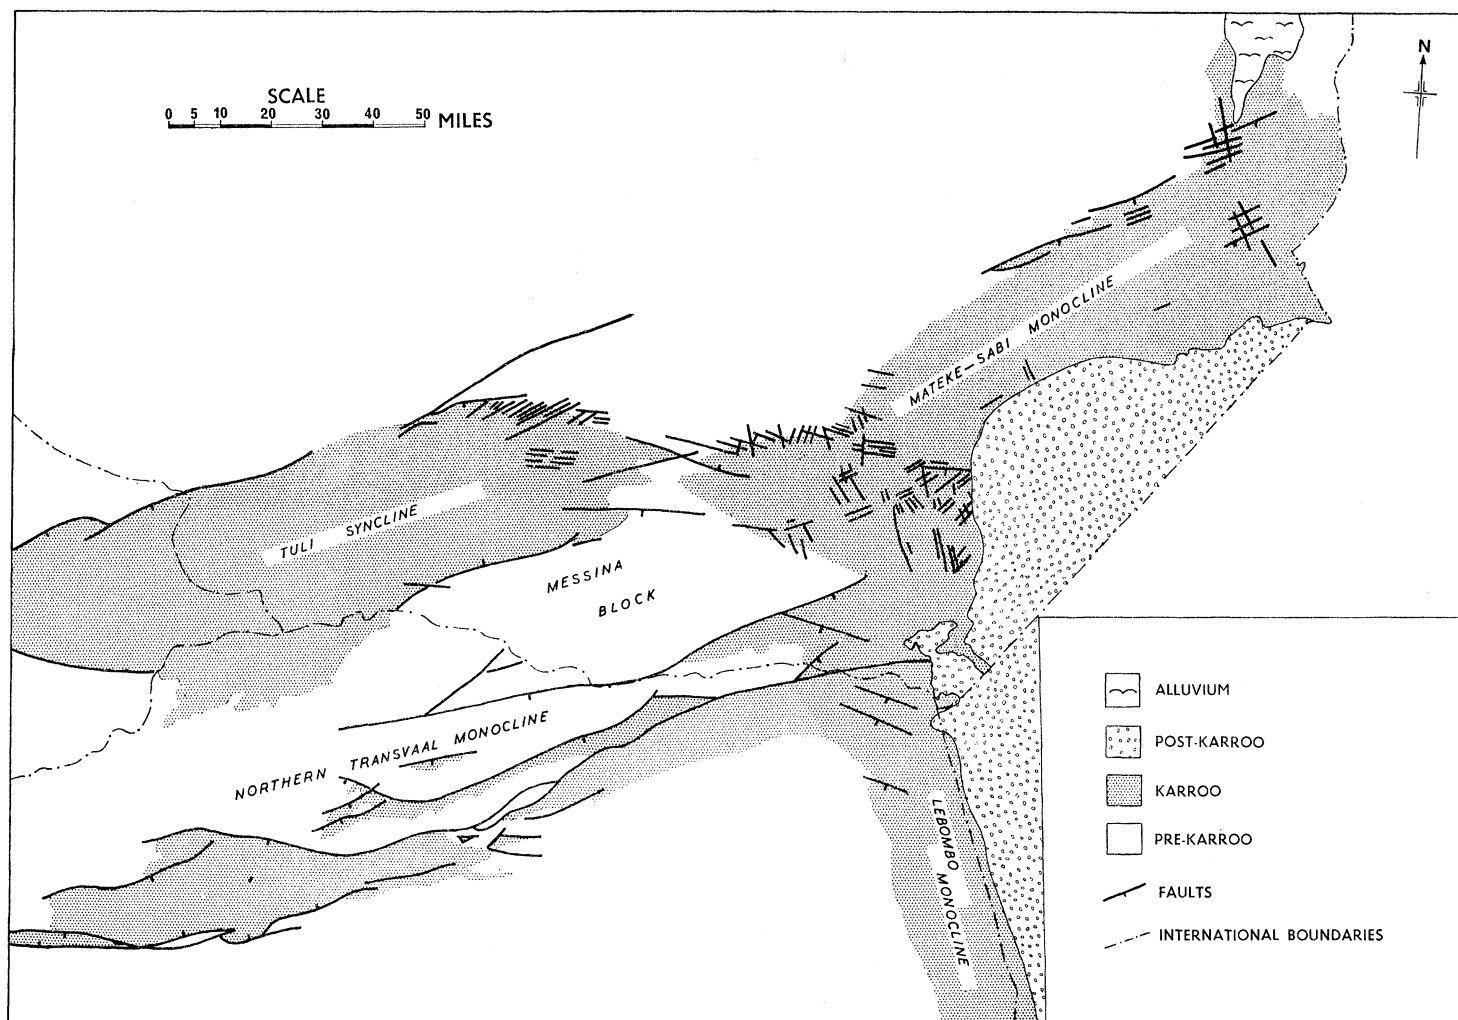 SCALE
0 5 10 20 30 40 50 MILES
N
MATEKE–SABI MONOCLINE
TULI SYNCLINE
MESSINA
BLOCK
NORTHERN TRANSVAAL MONOCLINE
LEBOMBO MONOCLINE
ALLUVIUM
POST-KARROO
KARROO
PRE-KARROO
FAULTS
INTERNATIONAL BOUNDARIES